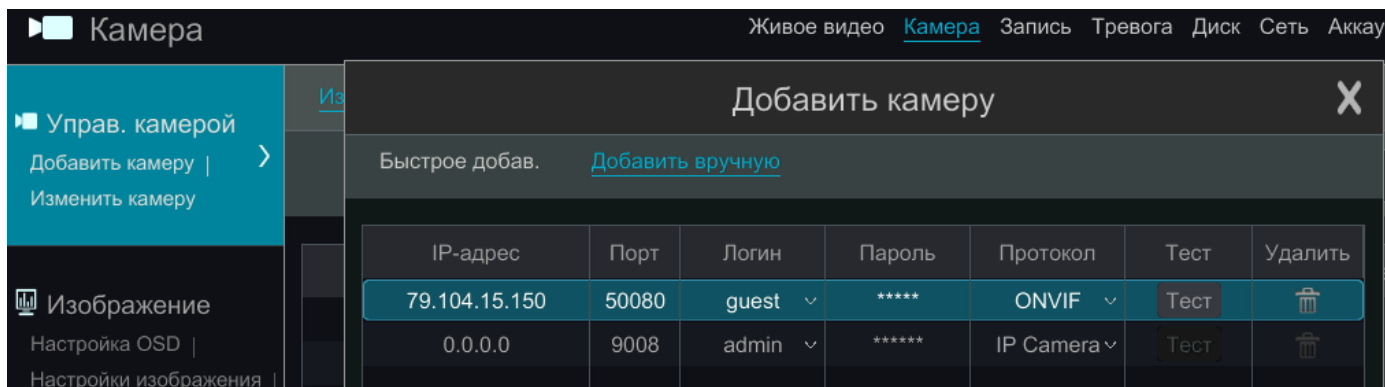 Камера
Живое видео Камера Запись Тревога Диск Сеть Аккау
Из
Добавить камеру X
Управ. камерой
Добавить камеру |
Изменить камеру
Быстрое добав. Добавить вручную
IP-адрес Порт Логин Пароль Протокол Тест Удалить
79.104.15.150 50080 guest ***** ONVIF Тест
0.0.0.0 9008 admin ****** IP Camera Тест
Изображение
Настройка OSD |
Настройки изображения |